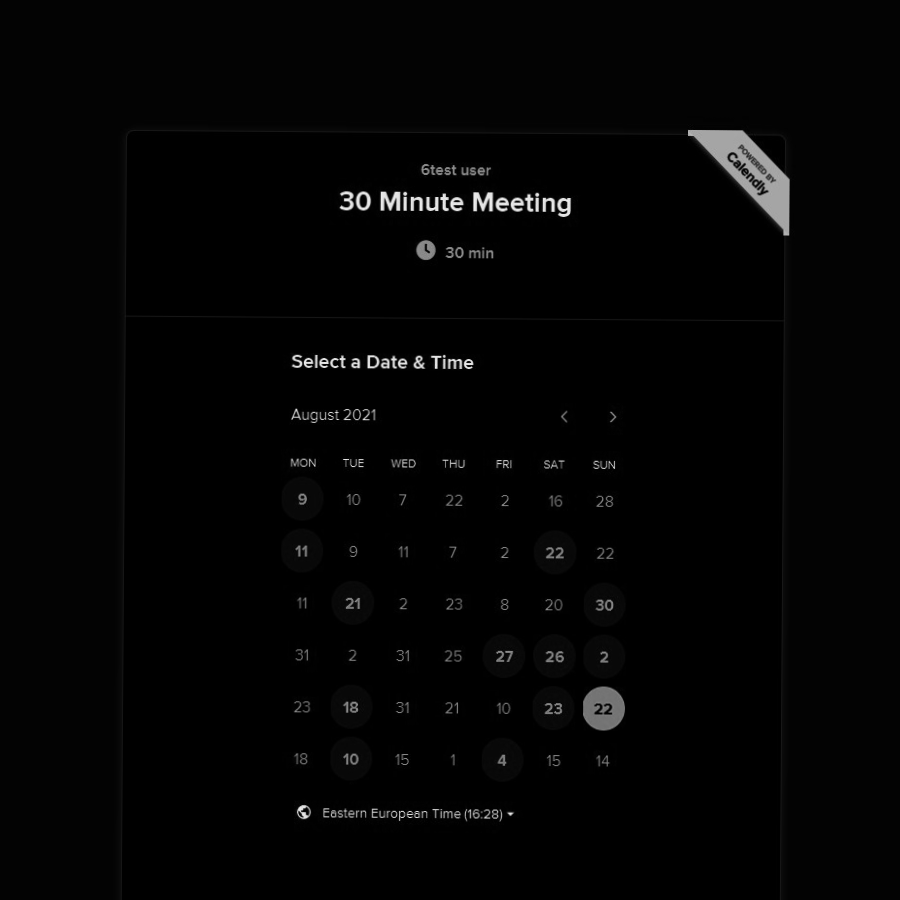 POWERED BY
Calendly
6test user
30 Minute Meeting
30 min
Select a Date & Time
August 2021
MON TUE WED THU FRI SAT SUN
9 10 7 22 2 16 28
11 9 11 7 2 22 22
11 21 2 23 8 20 30
31 2 31 25 27 26 2
23 18 31 21 10 23 22
18 10 15 1 4 15 14
Eastern European Time (16:28)